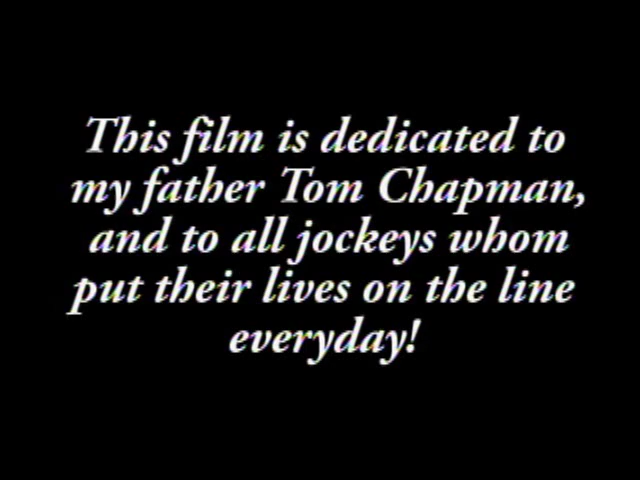 This film is dedicated to
my father Tom Chapman,
and to all jockeys whom
put their lives on the line
everyday!